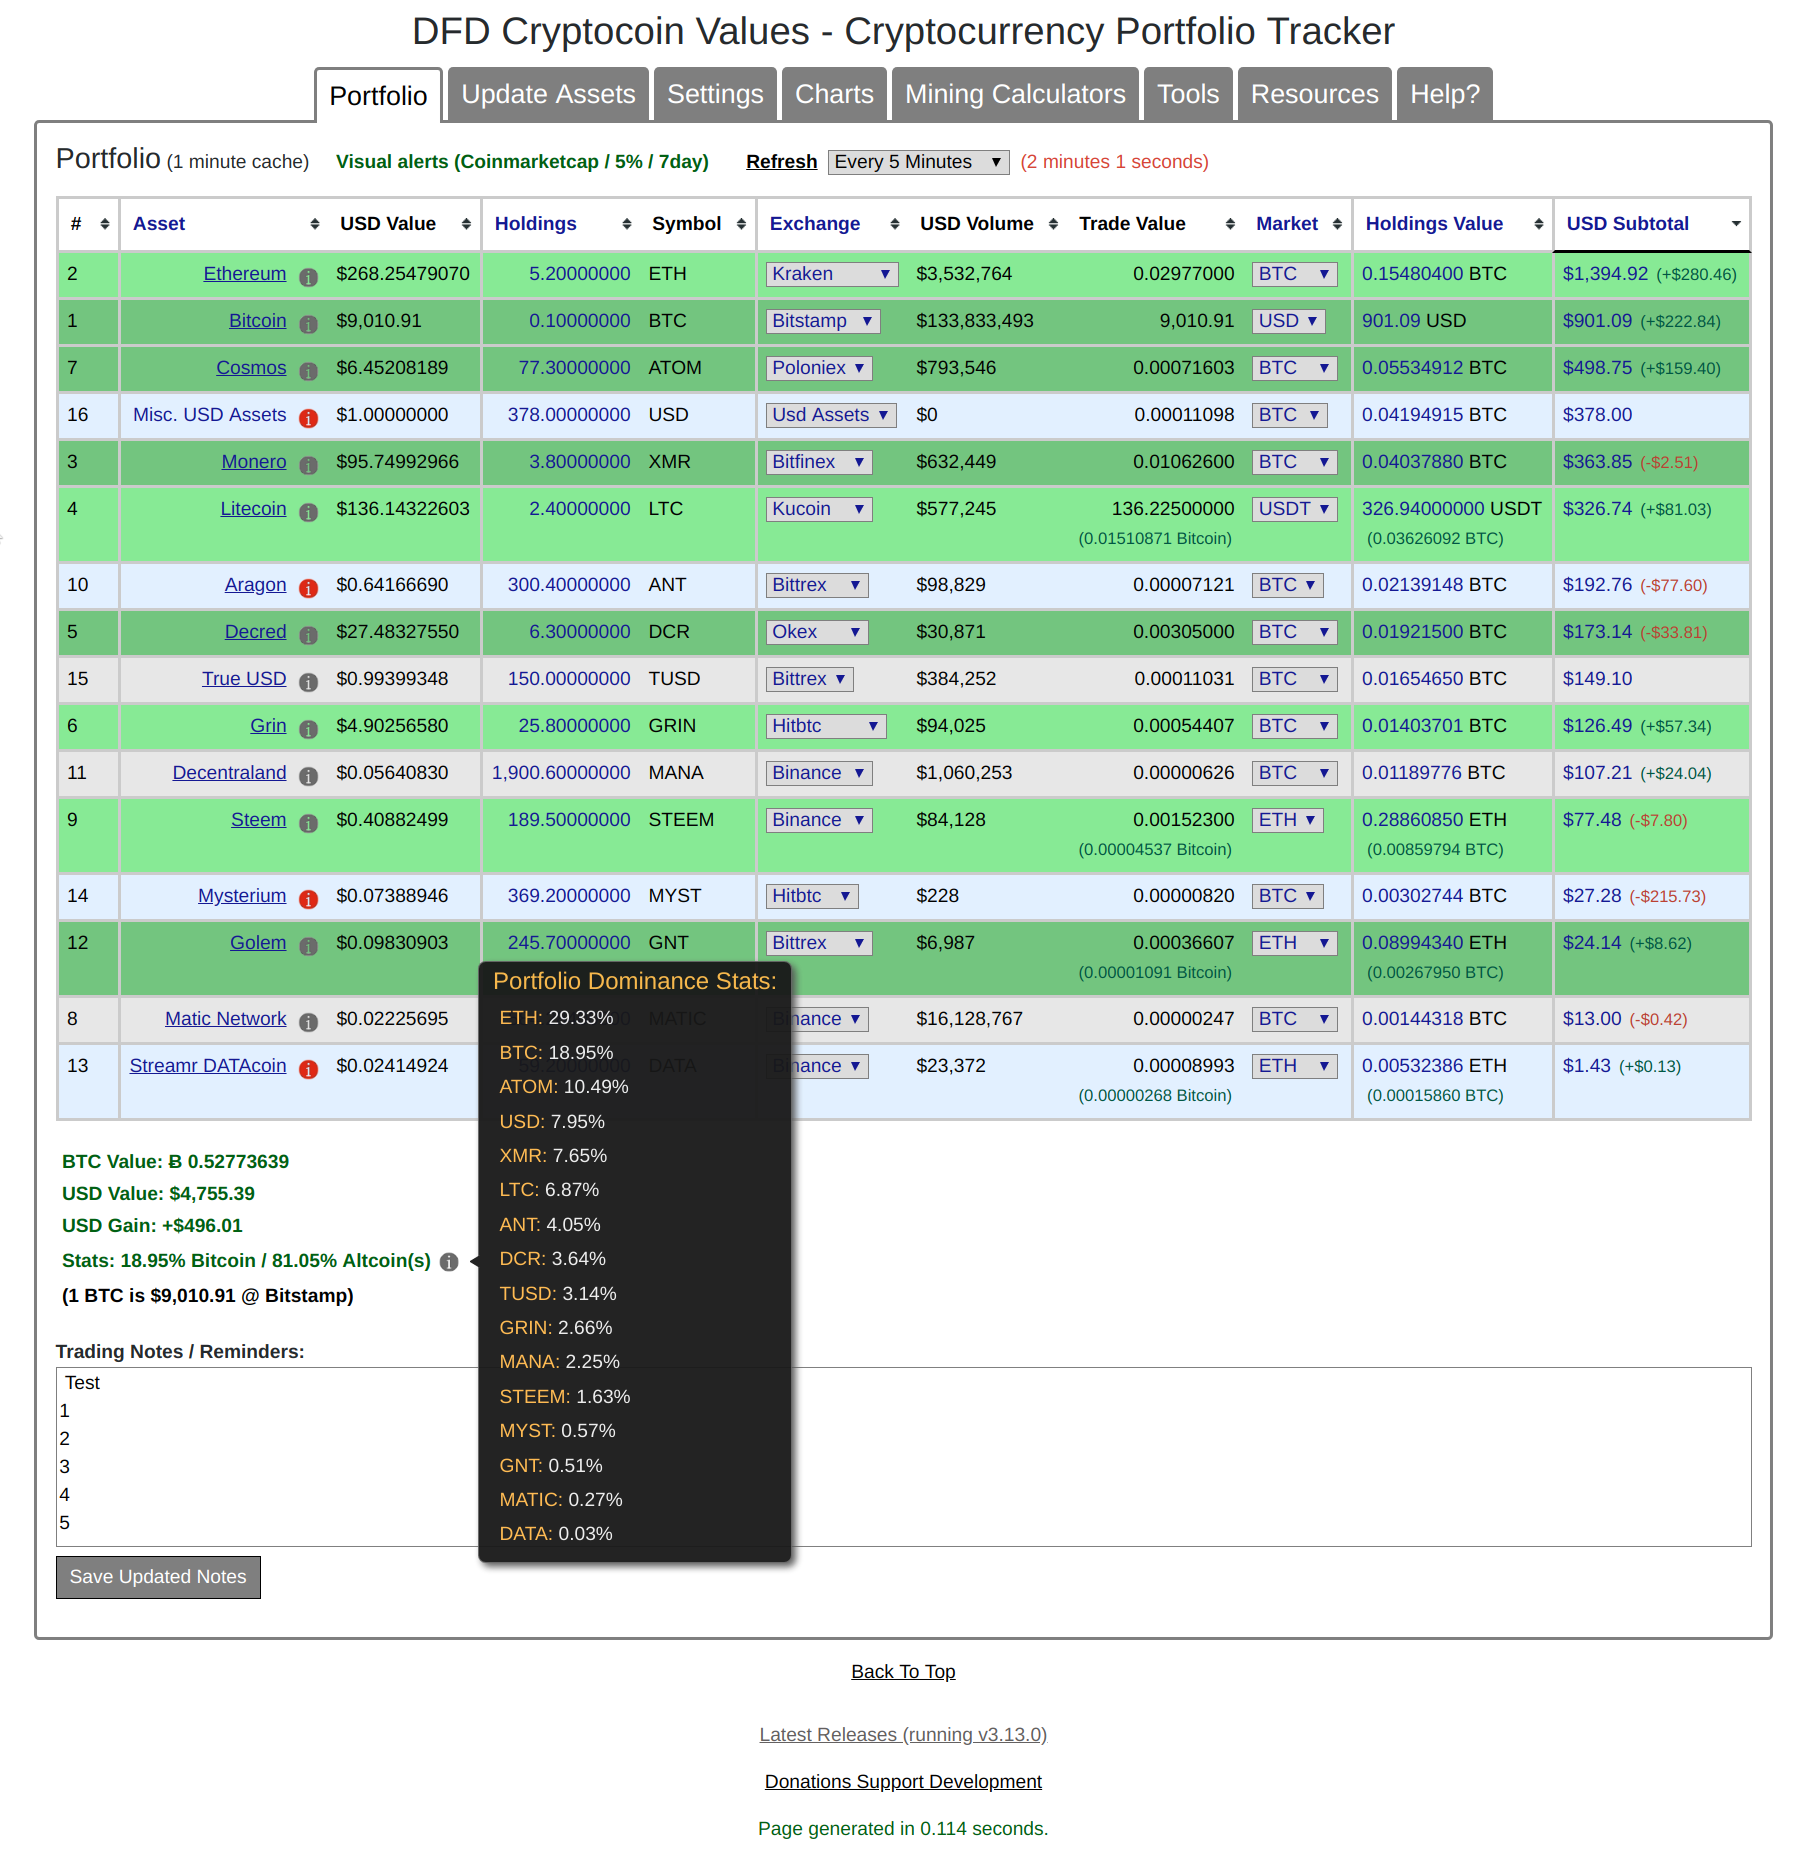 DFD Cryptocoin Values - Cryptocurrency Portfolio Tracker
Portfolio Update Assets Settings Charts Mining Calculators Tools Resources Help?
Portfolio (1 minute cache) Visual alerts (Coinmarketcap / 5% / 7day) Refresh Every 5 Minutes (2 minutes 1 seconds)
# Asset USD Value Holdings Symbol Exchange USD Volume Trade Value Market Holdings Value USD Subtotal
2 Ethereum $268.25479070 5.20000000 ETH Kraken $3,532,764 0.02977000 BTC 0.15480400 BTC $1,394.92 (+$280.46)
1 Bitcoin $9,010.91 0.10000000 BTC Bitstamp $133,833,493 9,010.91 USD 901.09 USD $901.09 (+$222.84)
7 Cosmos $6.45208189 77.30000000 ATOM Poloniex $793,546 0.00071603 BTC 0.05534912 BTC $498.75 (+$159.40)
16 Misc. USD Assets $1.00000000 378.00000000 USD Usd Assets $0 0.00011098 BTC 0.04194915 BTC $378.00
3 Monero $95.74992966 3.80000000 XMR Bitfinex $632,449 0.01062600 BTC 0.04037880 BTC $363.85 (-$2.51)
4 Litecoin $136.14322603 2.40000000 LTC Kucoin $577,245 136.22500000 USDT 326.94000000 USDT $326.74 (+$81.03)
(0.01510871 Bitcoin) (0.03626092 BTC)
10 Aragon $0.64166690 300.40000000 ANT Bittrex $98,829 0.00007121 BTC 0.02139148 BTC $192.76 (-$77.60)
5 Decred $27.48327550 6.30000000 DCR Okex $30,871 0.00305000 BTC 0.01921500 BTC $173.14 (-$33.81)
15 True USD $0.99399348 150.00000000 TUSD Bittrex $384,252 0.00011031 BTC 0.01654650 BTC $149.10
6 Grin $4.90256580 25.80000000 GRIN Hitbtc $94,025 0.00054407 BTC 0.01403701 BTC $126.49 (+$57.34)
11 Decentraland $0.05640830 1,900.60000000 MANA Binance $1,060,253 0.00000626 BTC 0.01189776 BTC $107.21 (+$24.04)
9 Steem $0.40882499 189.50000000 STEEM Binance $84,128 0.00152300 ETH 0.28860850 ETH $77.48 (-$7.80)
(0.00004537 Bitcoin) (0.00859794 BTC)
14 Mysterium $0.07388946 369.20000000 MYST Hitbtc $228 0.00000820 BTC 0.00302744 BTC $27.28 (-$215.73)
12 Golem $0.09830903 245.70000000 GNT Bittrex $6,987 0.00036607 ETH 0.08994340 ETH $24.14 (+$8.62)
(0.00001091 Bitcoin) (0.00267950 BTC)
8 Matic Network $0.02225695 MATIC Binance $16,128,767 0.00000247 BTC 0.00144318 BTC $13.00 (-$0.42)
13 Streamr DATAcoin $0.02414924 DATA Binance $23,372 0.00008993 ETH 0.00532386 ETH $1.43 (+$0.13)
(0.00000268 Bitcoin) (0.00015860 BTC)
Portfolio Dominance Stats:
ETH: 29.33%
BTC: 18.95%
ATOM: 10.49%
USD: 7.95%
XMR: 7.65%
LTC: 6.87%
ANT: 4.05%
DCR: 3.64%
TUSD: 3.14%
GRIN: 2.66%
MANA: 2.25%
STEEM: 1.63%
MYST: 0.57%
GNT: 0.51%
MATIC: 0.27%
DATA: 0.03%
BTC Value: Ƀ 0.52773639
USD Value: $4,755.39
USD Gain: +$496.01
Stats: 18.95% Bitcoin / 81.05% Altcoin(s)
(1 BTC is $9,010.91 @ Bitstamp)
Trading Notes / Reminders:
Test
1
2
3
4
5
Save Updated Notes
Back To Top
Latest Releases (running v3.13.0)
Donations Support Development
Page generated in 0.114 seconds.